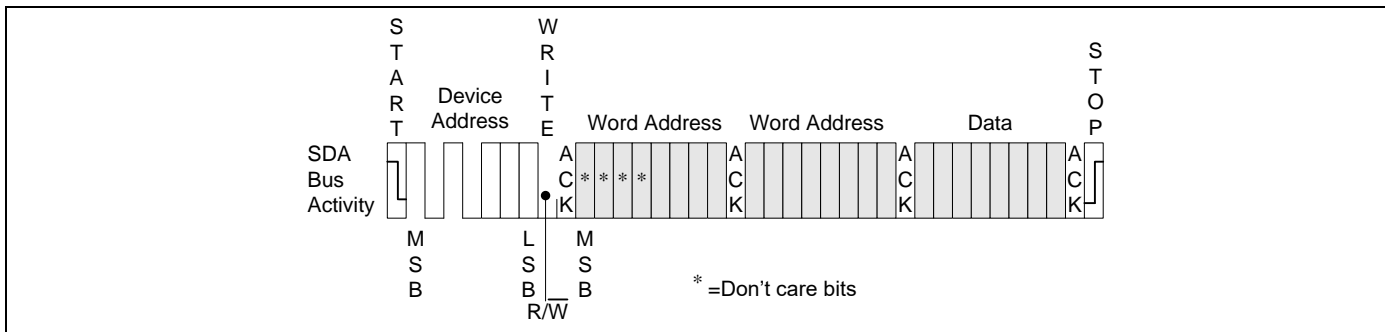 START
WRITE
STOP
Device
Address
Word Address
Word Address
Data
SDA
Bus
Activity
ACK
* * * *
ACK
ACK
ACK
MSB
LSB
MSB
R/W̅
* =Don't care bits